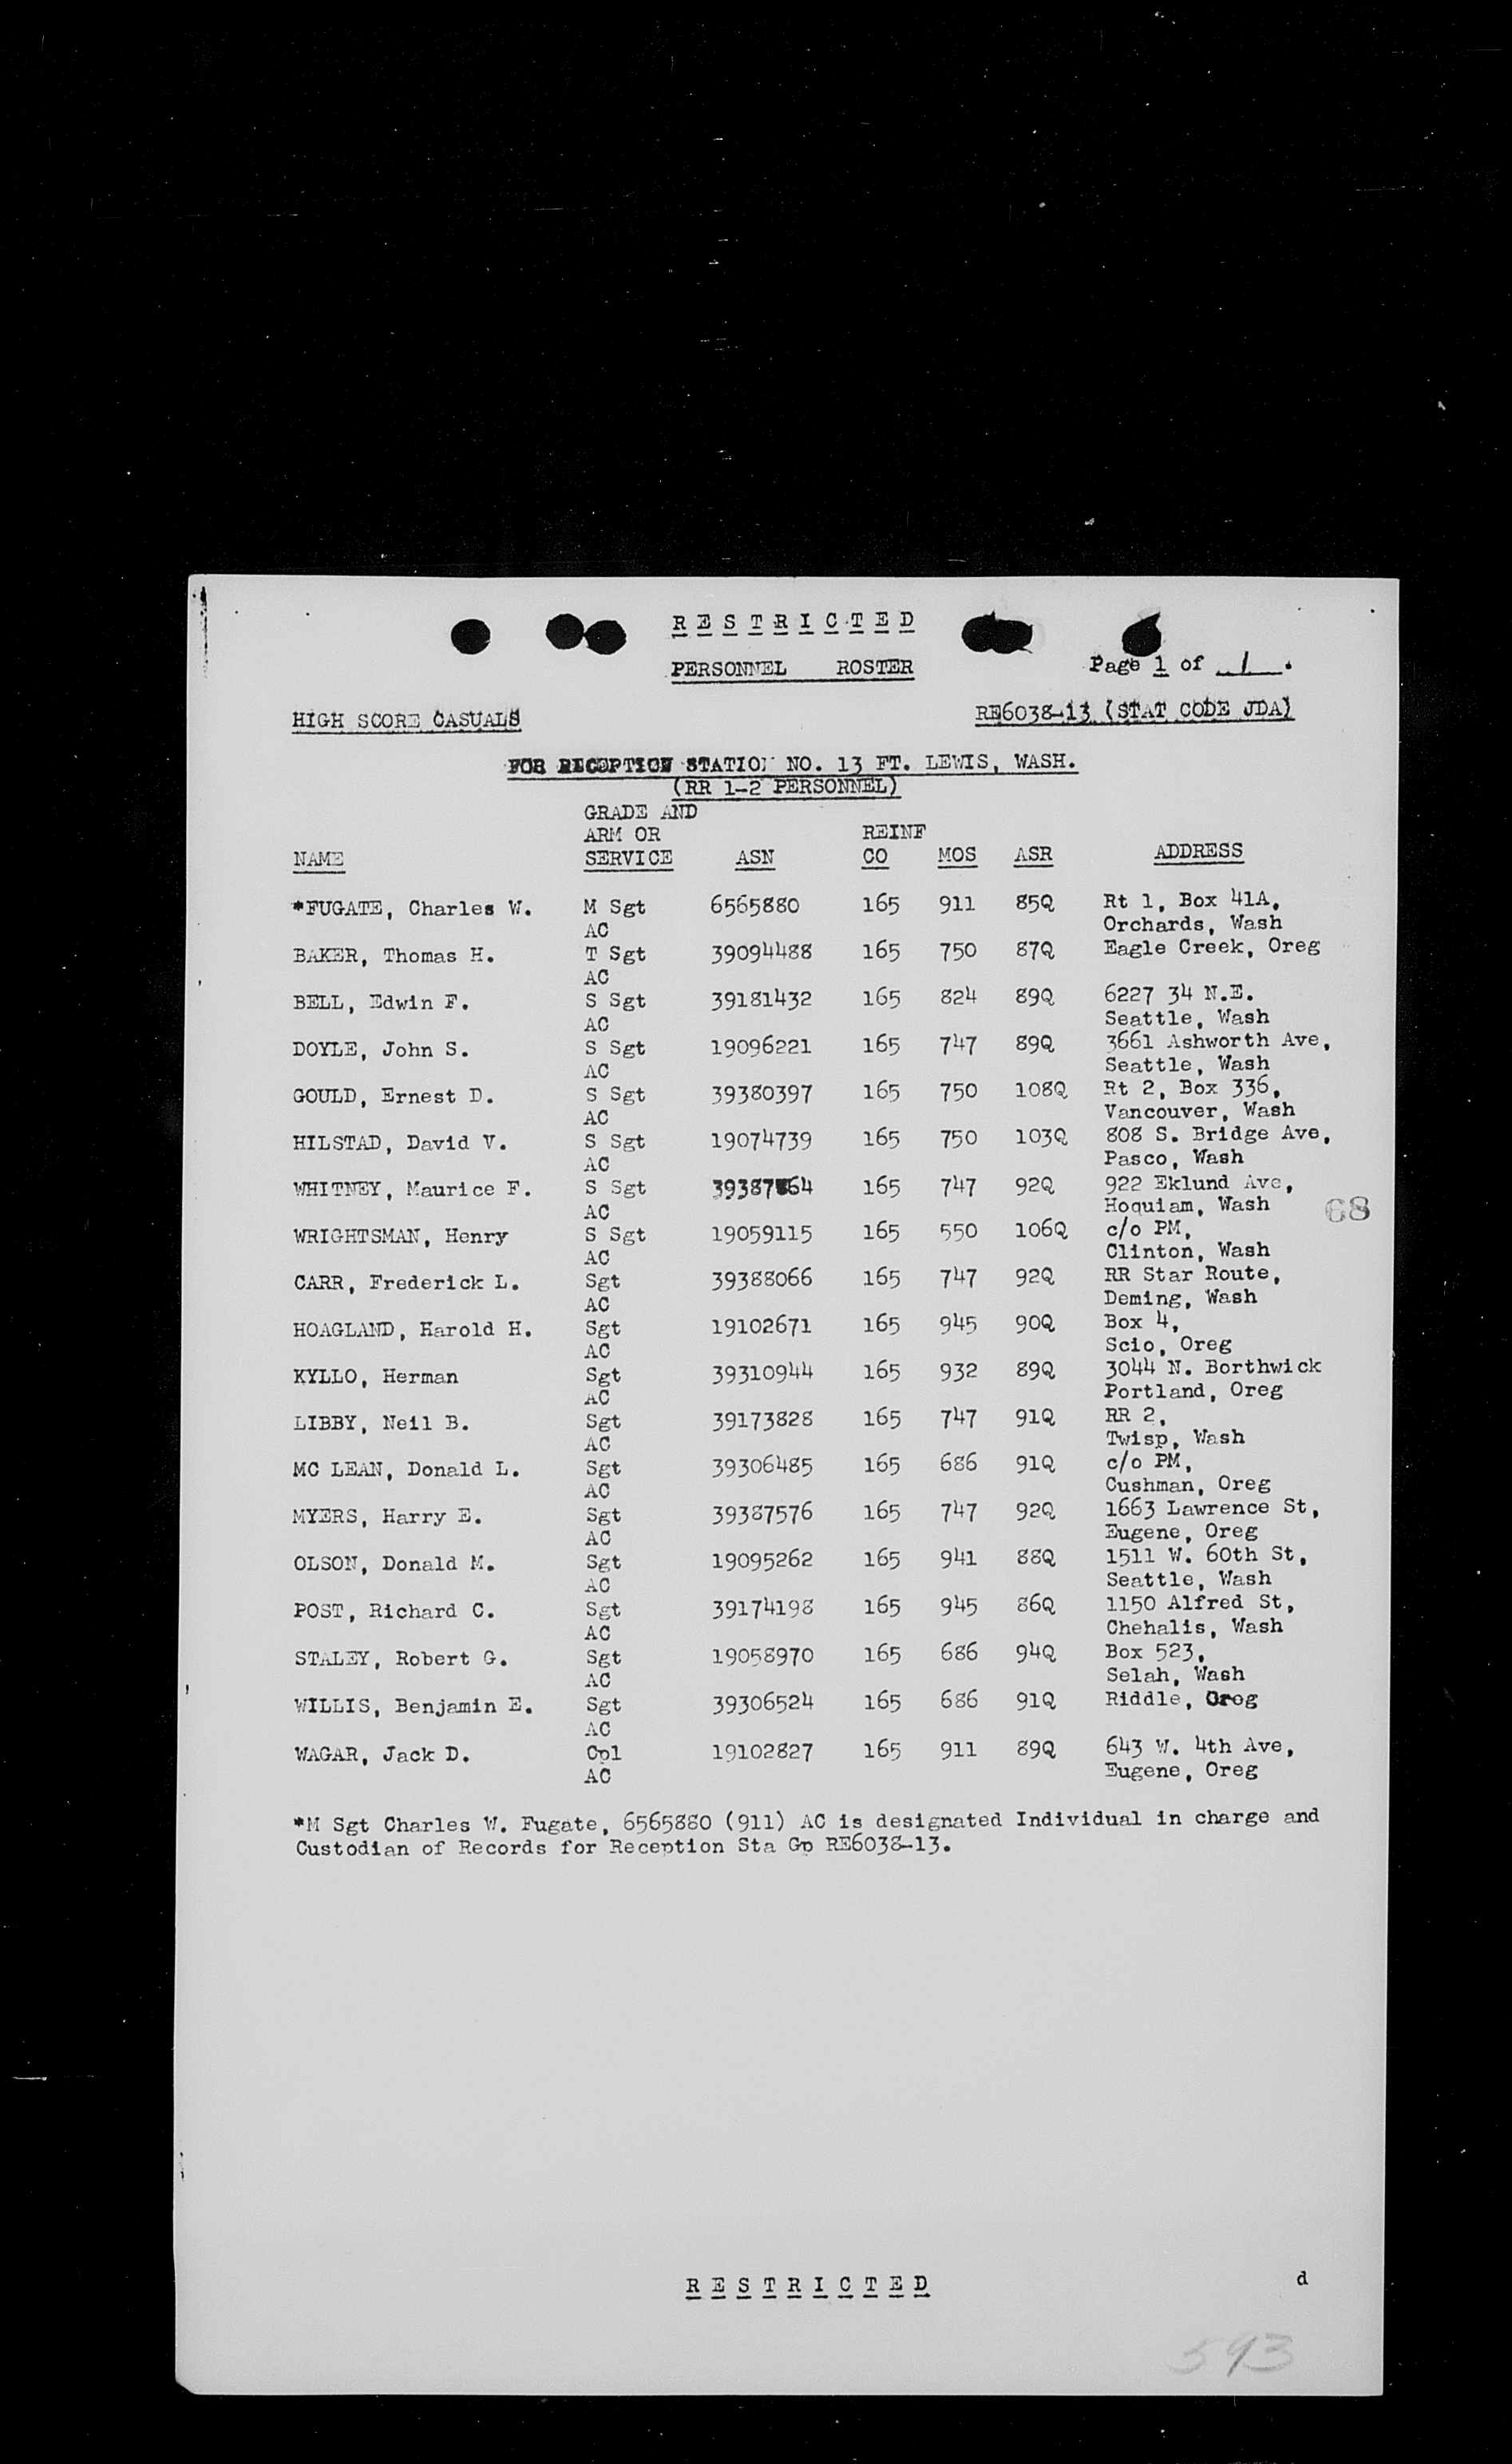 R E S T R I C T E D
PERSONNEL ROSTER
Page 1 of 1.
HIGH SCORE CASUALS
RE6038-13 (STAT CODE JDA)
FOR RECEPTION STATION NO. 13 FT. LEWIS, WASH.
(RR 1-2 PERSONNEL)
GRADE AND
ARM OR REINF
NAME SERVICE ASN CO MOS ASR ADDRESS
*FUGATE, Charles W. M Sgt 6565880 165 911 85Q Rt 1, Box 41A,
AC Orchards, Wash
BAKER, Thomas H. T Sgt 39094488 165 750 87Q Eagle Creek, Oreg
AC
BELL, Edwin F. S Sgt 39181432 165 824 89Q 6227 34 N.E.
AC Seattle, Wash
DOYLE, John S. S Sgt 19096221 165 747 89Q 3661 Ashworth Ave,
AC Seattle, Wash
GOULD, Ernest D. S Sgt 39380397 165 750 108Q Rt 2, Box 336,
AC Vancouver, Wash
HILSTAD, David V. S Sgt 19074739 165 750 103Q 808 S. Bridge Ave,
AC Pasco, Wash
WHITNEY, Maurice F. S Sgt 165 747 92Q 922 Eklund Ave,
AC Hoquiam, Wash 68
WRIGHTSMAN, Henry S Sgt 19059115 165 550 106Q c/o PM,
AC Clinton, Wash
CARR, Frederick L. Sgt 39388066 165 747 92Q RR Star Route,
AC Deming, Wash
HOAGLAND, Harold H. Sgt 19102671 165 945 90Q Box 4,
AC Scio, Oreg
KYLLO, Herman Sgt 39310944 165 932 89Q 3044 N. Borthwick
AC Portland, Oreg
LIBBY, Neil B. Sgt 39173828 165 747 91Q RR 2,
AC Twisp, Wash
MC LEAN, Donald L. Sgt 39306485 165 686 91Q c/o PM,
AC Cushman, Oreg
MYERS, Harry E. Sgt 39387576 165 747 92Q 1663 Lawrence St,
AC Eugene, Oreg
OLSON, Donald M. Sgt 19095262 165 941 88Q 1511 W. 60th St,
AC Seattle, Wash
POST, Richard C. Sgt 39174198 165 945 86Q 1150 Alfred St,
AC Chehalis, Wash
STALEY, Robert G. Sgt 19058970 165 686 94Q Box 523,
AC Selah, Wash
WILLIS, Benjamin E. Sgt 39306524 165 686 91Q Riddle, Oreg
AC
WAGAR, Jack D. Cpl 19102827 165 911 89Q 643 W. 4th Ave,
AC Eugene, Oreg
*M Sgt Charles W. Fugate, 6565880 (911) AC is designated Individual in charge and
Custodian of Records for Reception Sta Gp RE6038-13.
R E S T R I C T E D
d
593